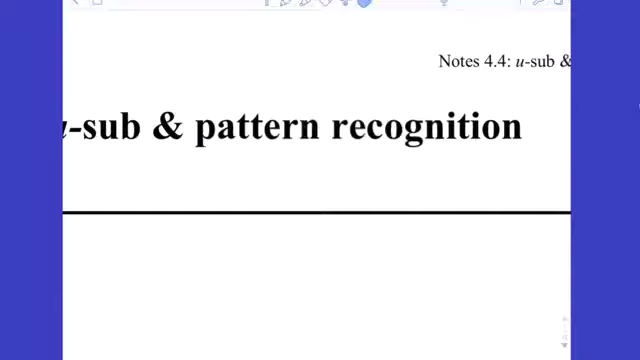 Notes 4.4: u-sub &
u-sub & pattern recognition